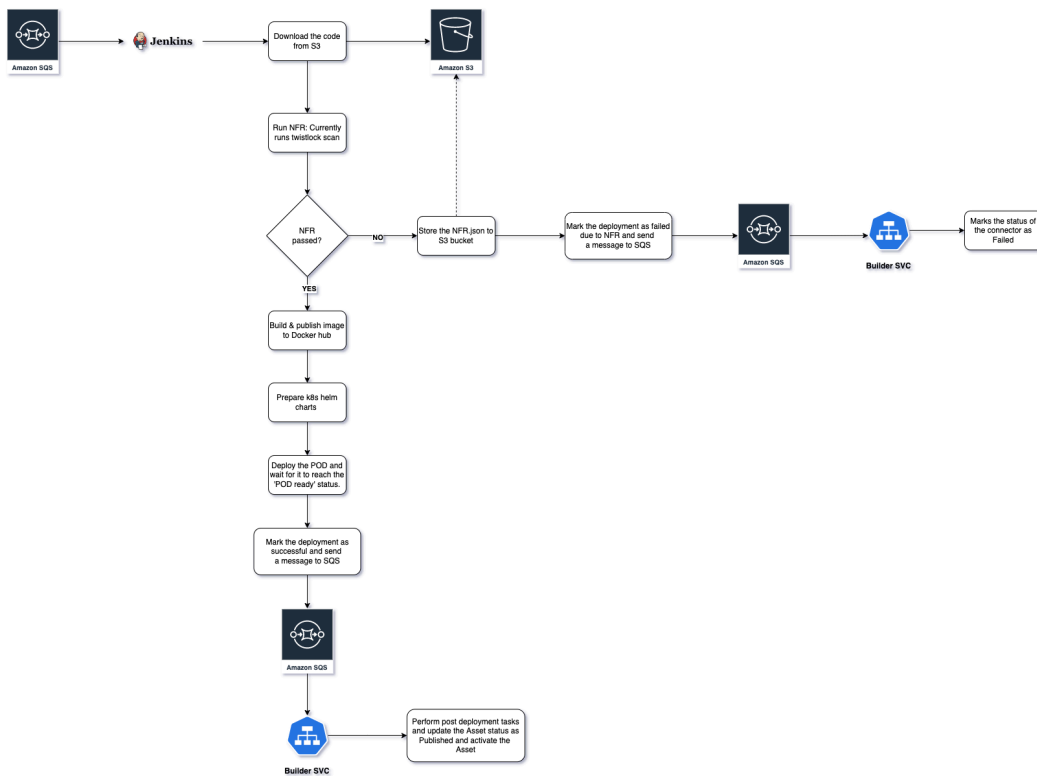 Jenkins
Download the code
from S3
Amazon SQS
Amazon S3
Run NFR: Currently
runs twistlock scan
NFR
passed?
NO
Store the NFR.json to
S3 bucket
Mark the deployment as failed
due to NFR and send
a message to SQS
Amazon SQS
Builder SVC
Marks the status of
the connector as
Failed
YES
Build & publish image
to Docker hub
Prepare k8s helm
charts
Deploy the POD and
wait for it to reach the
'POD ready' status.
Mark the deployment as
successful and send
a message to SQS
Amazon SQS
Builder SVC
Perform post deployment tasks
and update the Asset status as
Published and activate the
Asset